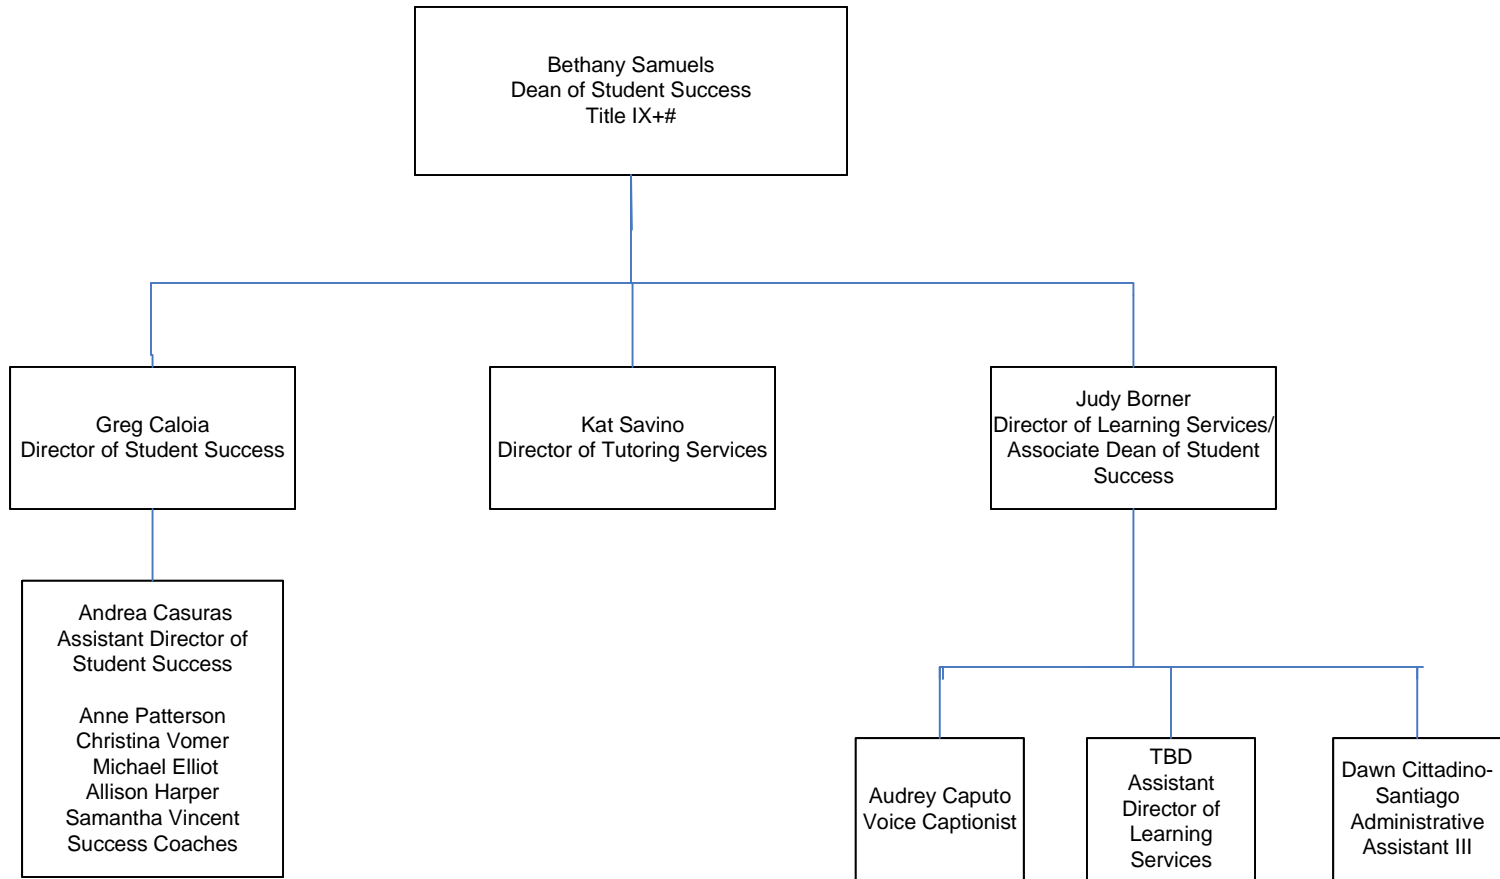 Bethany Samuels
Dean of Student Success
Title IX+#
Greg Caloia
Director of Student Success
Kat Savino
Director of Tutoring Services
Judy Borner
Director of Learning Services/
Associate Dean of Student
Success
Andrea Casuras
Assistant Director of
Student Success
Anne Patterson
Christina Vomer
Michael Elliot
Allison Harper
Samantha Vincent
Success Coaches
Audrey Caputo
Voice Captionist
TBD
Assistant
Director of
Learning
Services
Dawn Cittadino-
Santiago
Administrative
Assistant III